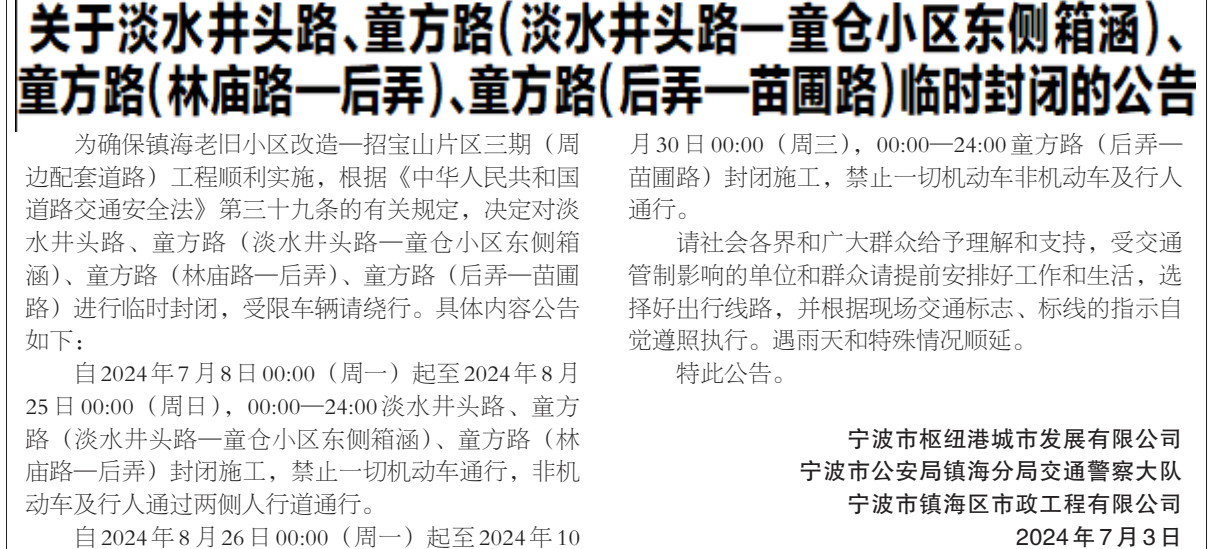 关于淡水井头路、童方路(淡水井头路一童仓小区东侧箱涵)、
童方路(林庙路一后弄)、童方路(后弄一苗圃路)临时封闭的公告
为确保镇海老旧小区改造—招宝山片区三期（周
边配套道路）工程顺利实施，根据《中华人民共和国
道路交通安全法》第三十九条的有关规定，决定对淡
水井头路、童方路（淡水井头路—童仓小区东侧箱
涵）、童方路（林庙路—后弄）、童方路（后弄—苗圃
路）进行临时封闭，受限车辆请绕行。具体内容公告
如下：
自2024年7月8日00:00（周一）起至2024年8月
25日00:00（周日），00:00—24:00淡水井头路、童方
路（淡水井头路—童仓小区东侧箱涵）、童方路（林
庙路—后弄）封闭施工，禁止一切机动车通行，非机
动车及行人通过两侧人行道通行。
自2024年8月26日00:00（周一）起至2024年10
月30日00:00（周三），00:00—24:00童方路（后弄—
苗圃路）封闭施工，禁止一切机动车非机动车及行人
通行。
请社会各界和广大群众给予理解和支持，受交通
管制影响的单位和群众请提前安排好工作和生活，选
择好出行线路，并根据现场交通标志、标线的指示自
觉遵照执行。遇雨天和特殊情况顺延。
特此公告。
宁波市枢纽港城市发展有限公司
宁波市公安局镇海分局交通警察大队
宁波市镇海区市政工程有限公司
2024年7月3日